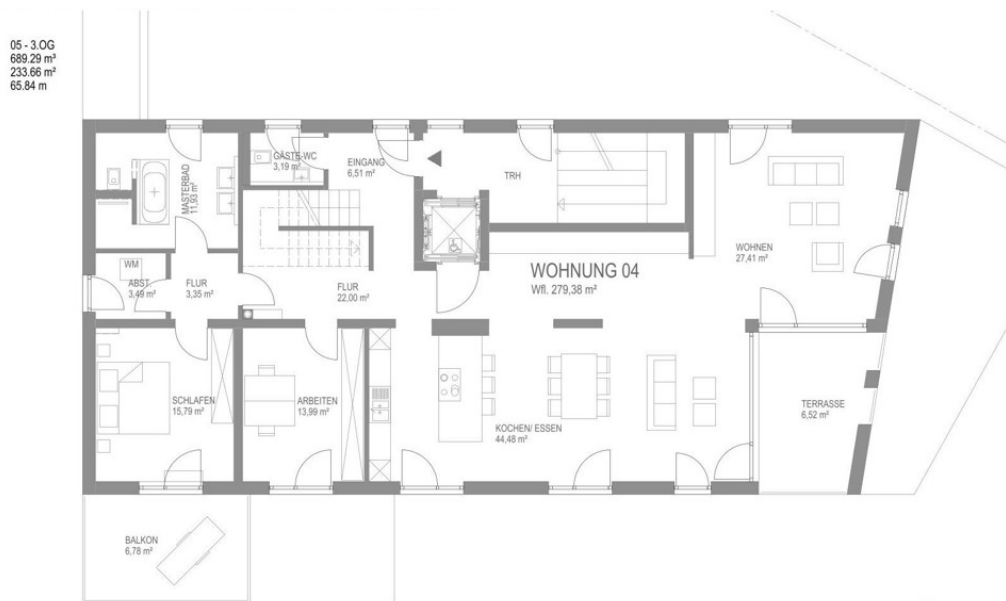 05 - 3.OG
689.29 m³
233.66 m²
65.84 m
MASTERBAD
11,93 m²
GÄSTE-WC
3,19 m²
EINGANG
6,51 m²
TRH
WOHNEN
27,41 m²
WM
ABST.
3,49 m²
FLUR
3,35 m²
FLUR
22,00 m²
WOHNUNG 04
Wfl. 279,38 m²
SCHLAFEN
15,79 m²
ARBEITEN
13,99 m²
KOCHEN/ ESSEN
44,48 m²
TERRASSE
6,52 m²
BALKON
6,78 m²